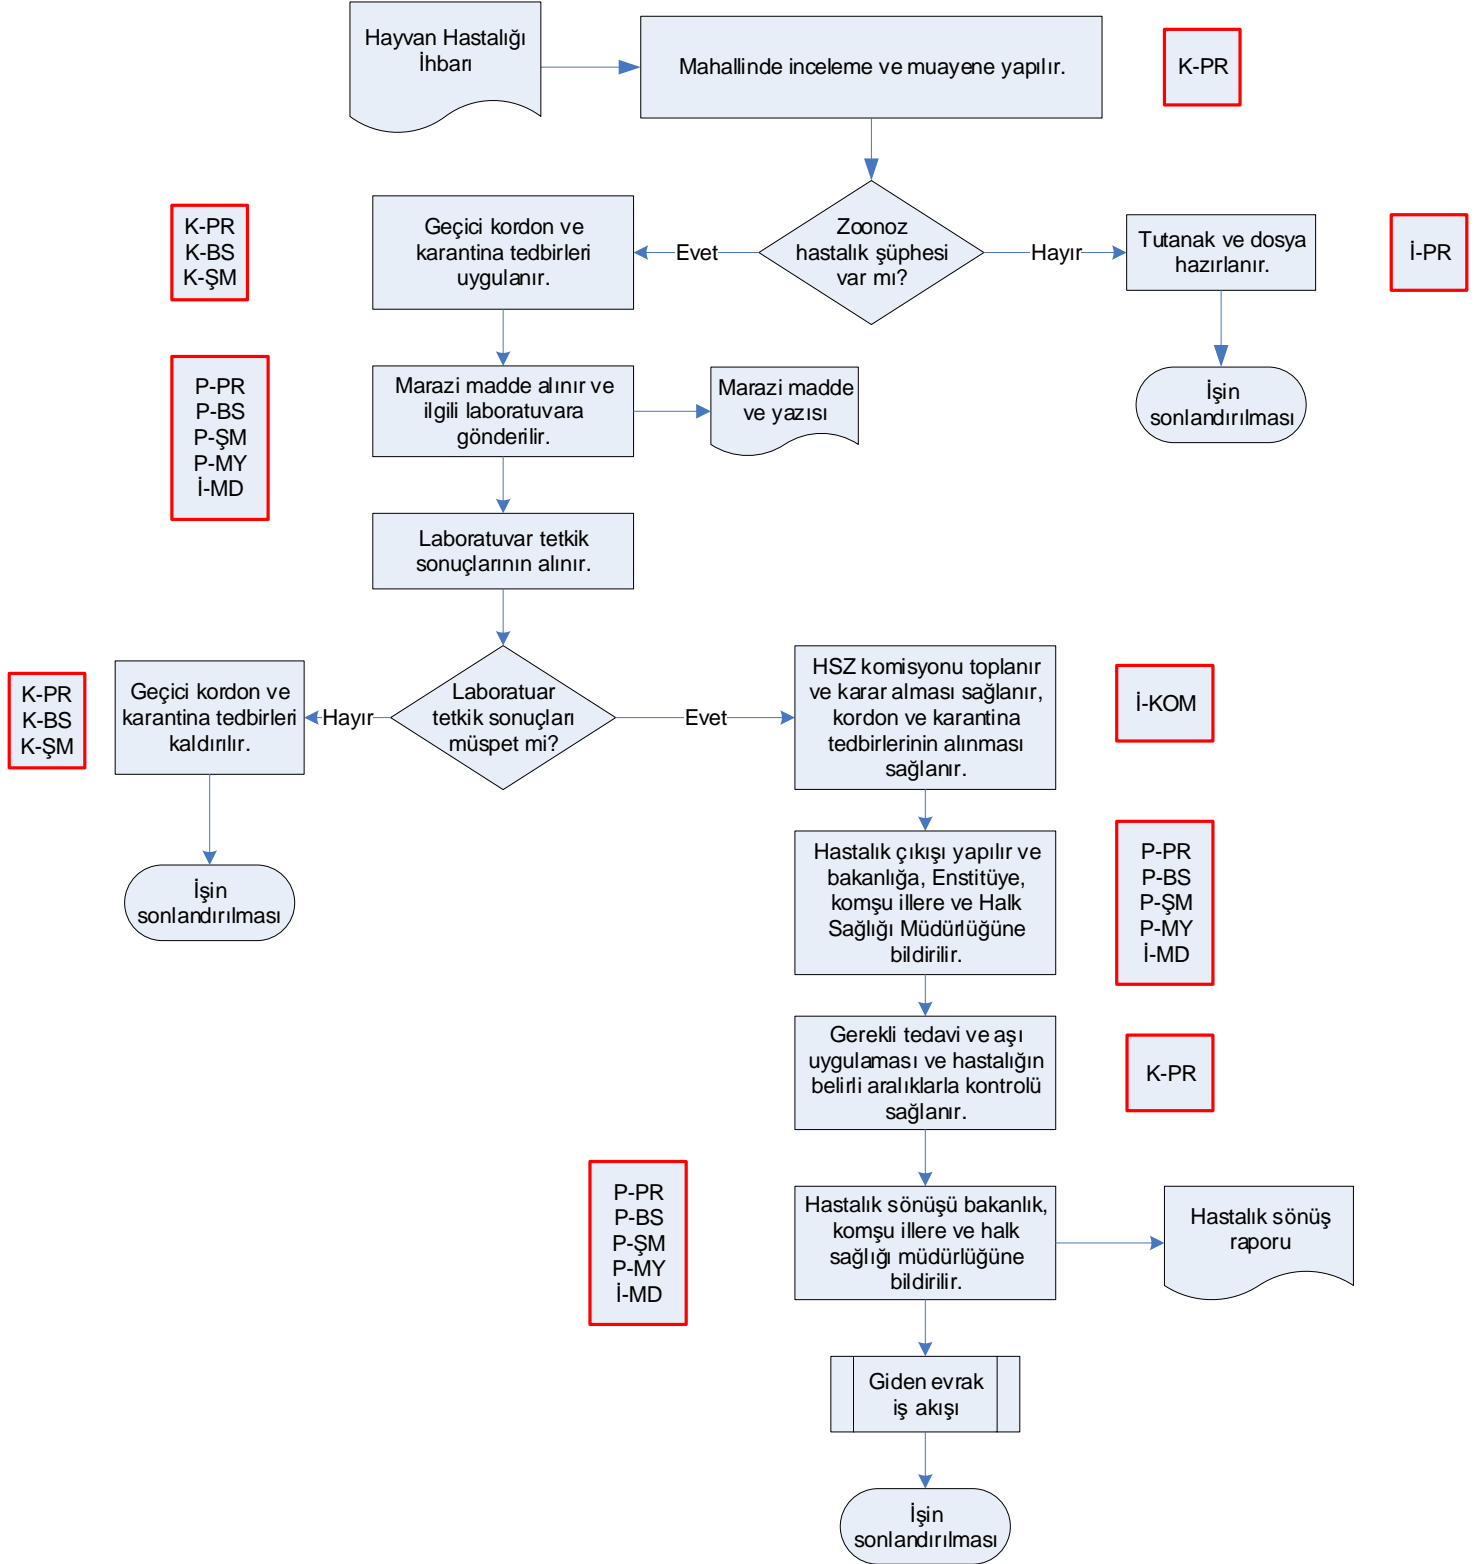 Hayvan Hastalığı
İhbarı
Mahallinde inceleme ve muayene yapılır.
K-PR
K-PR
K-BS
K-ŞM
Geçici kordon ve
karantina tedbirleri
uygulanır.
Evet
Zoonoz
hastalık şüphesi
var mı?
Hayır
Tutanak ve dosya
hazırlanır.
İ-PR
P-PR
P-BS
P-ŞM
P-MY
İ-MD
Marazi madde alınır ve
ilgili laboratuvara
gönderilir.
Marazi madde
ve yazısı
İşin
sonlandırılması
Laboratuvar tetkik
sonuçlarının alınır.
K-PR
K-BS
K-ŞM
Geçici kordon ve
karantina tedbirleri
kaldırılır.
Hayır
Laboratuar
tetkik sonuçları
müspet mi?
Evet
HSZ komisyonu toplanır
ve karar alması sağlanır,
kordon ve karantina
tedbirlerinin alınması
sağlanır.
İ-KOM
İşin
sonlandırılması
Hastalık çıkışı yapılır ve
bakanlığa, Enstitüye,
komşu illere ve Halk
Sağlığı Müdürlüğüne
bildirilir.
P-PR
P-BS
P-ŞM
P-MY
İ-MD
Gerekli tedavi ve aşı
uygulaması ve hastalığın
belirli aralıklarla kontrolü
sağlanır.
K-PR
P-PR
P-BS
P-ŞM
P-MY
İ-MD
Hastalık sönüşü bakanlık,
komşu illere ve halk
sağlığı müdürlüğüne
bildirilir.
Hastalık sönüş
raporu
Giden evrak
iş akışı
İşin
sonlandırılması